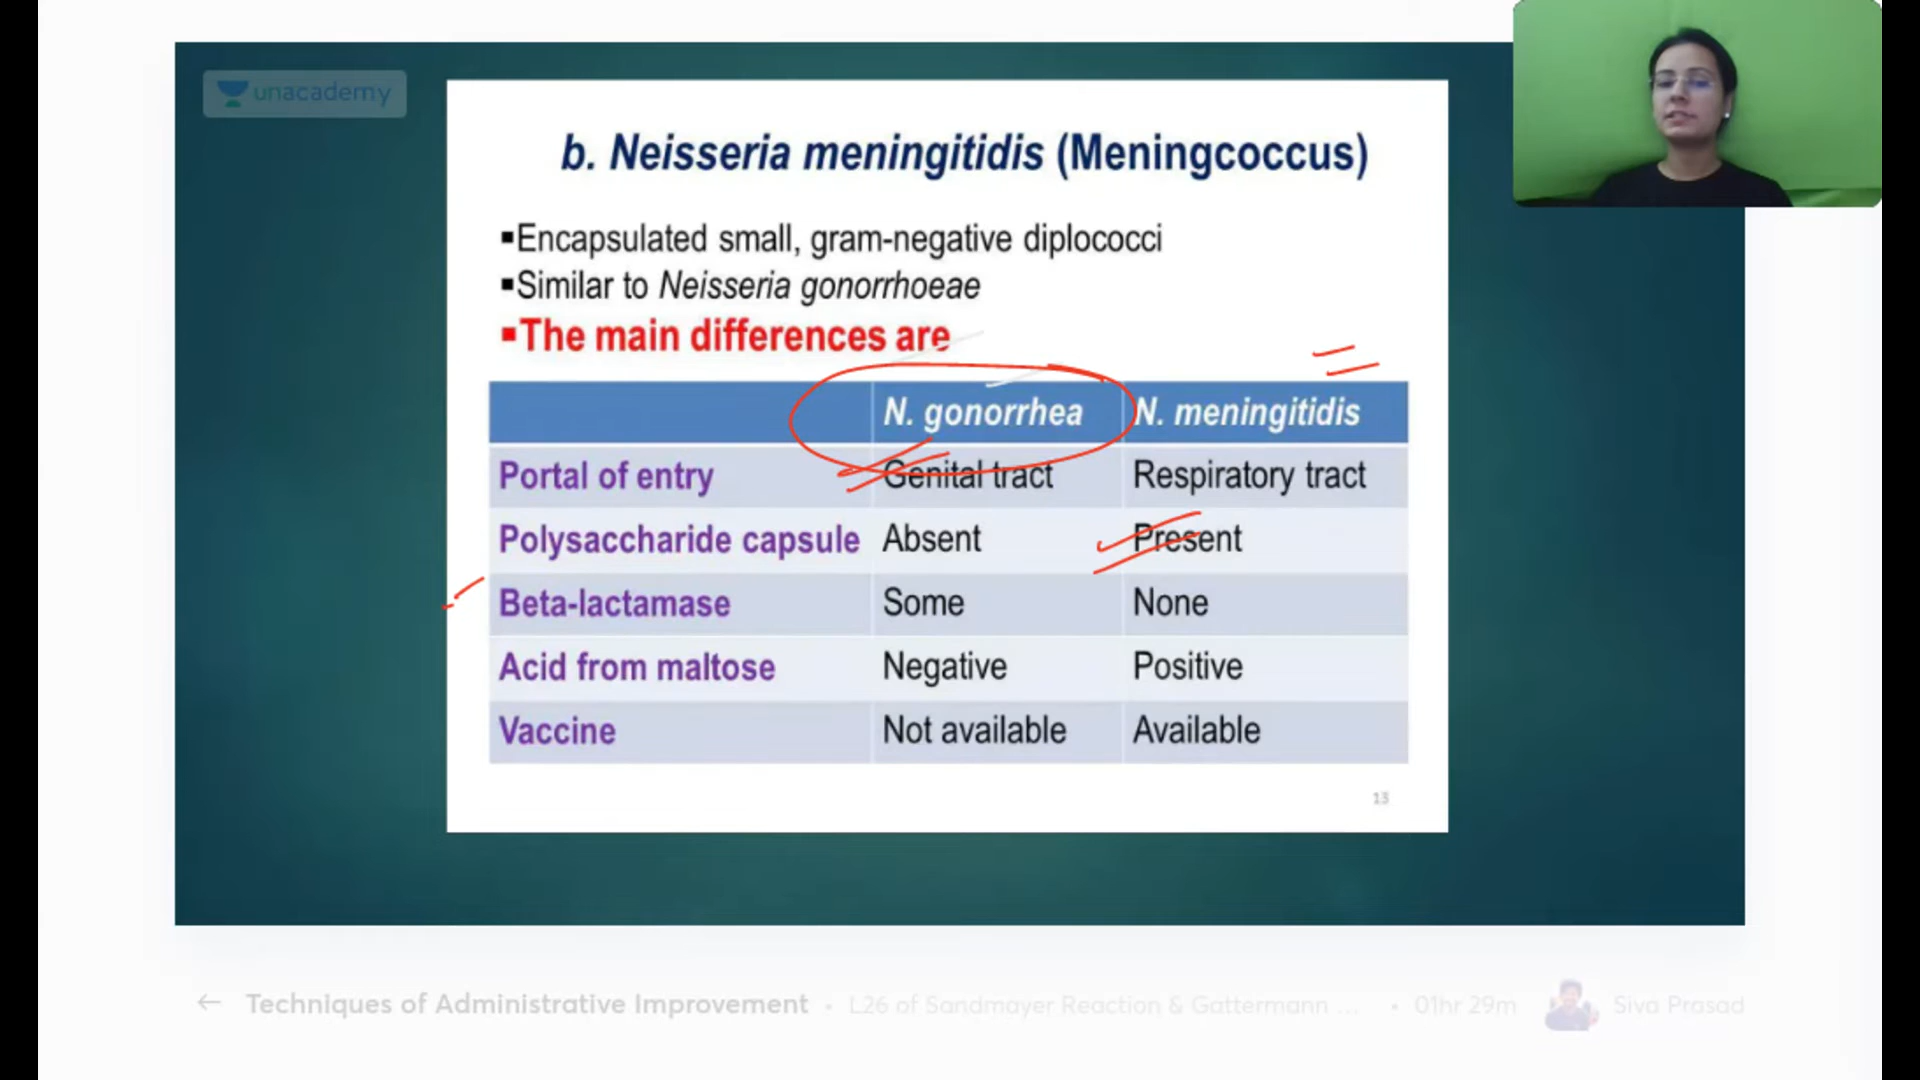 unacademy
b. Neisseria meningitidis (Meningcoccus)
▪Encapsulated small, gram-negative diplococci
▪Similar to Neisseria gonorrhoeae
▪The main differences are
N. gonorrhea N. meningitidis
Portal of entry Genital tract Respiratory tract
Polysaccharide capsule Absent Present
Beta-lactamase Some None
Acid from maltose Negative Positive
Vaccine Not available Available
13
← Techniques of Administrative Improvement • L26 of Sandmayer Reaction & Gattermann ... • 01hr 29m Siva Prasad